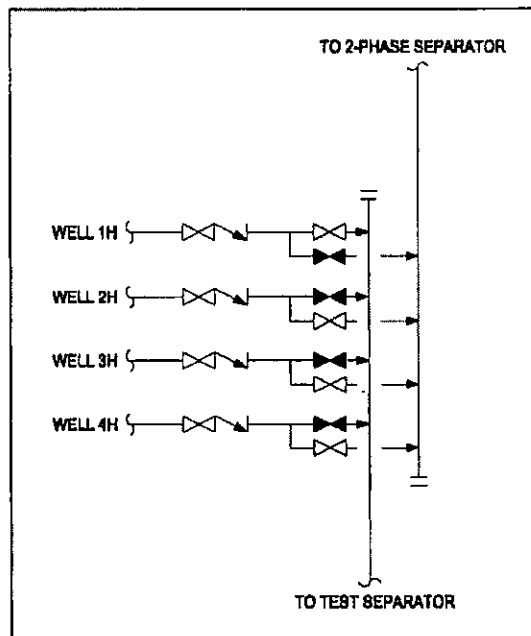 TO 2-PHASE SEPARATOR
WELL 1H
WELL 2H
WELL 3H
WELL 4H
TO TEST SEPARATOR